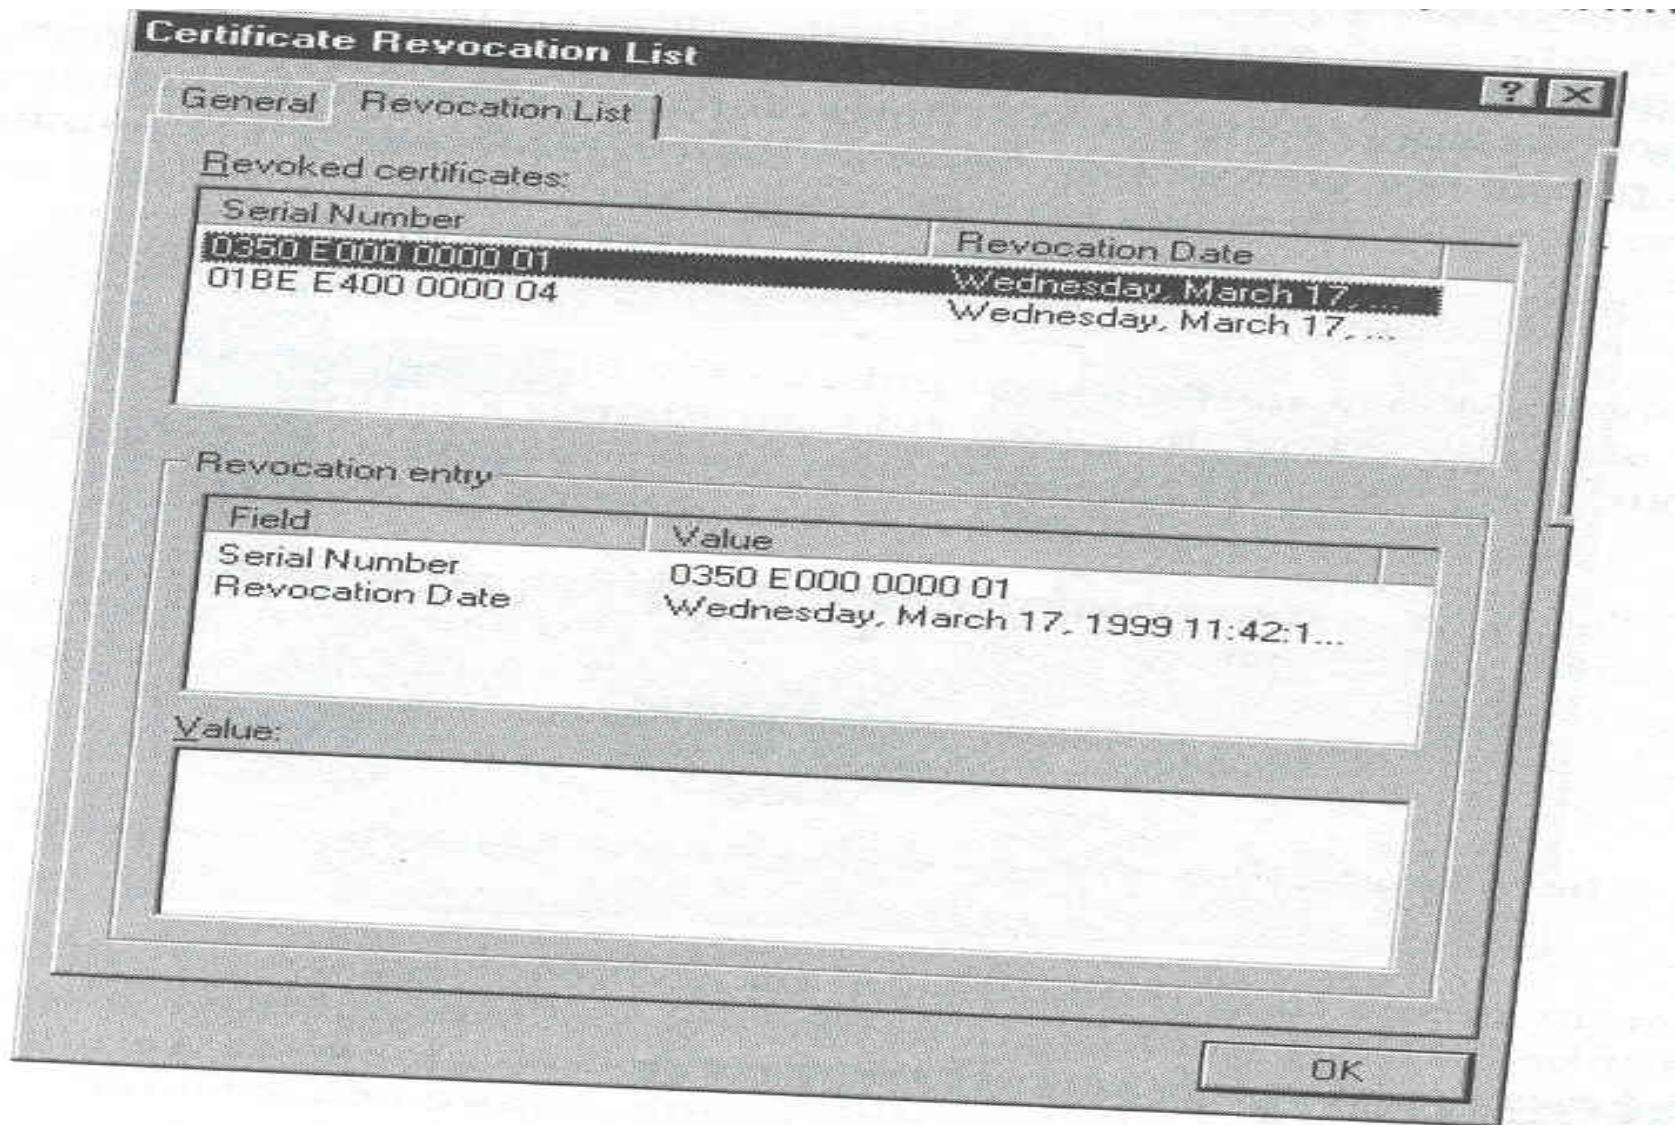 Certificate Revocation List
General Revocation List
Revoked certificates:
Serial Number Revocation Date
0350 E000 0000 01 Wednesday, March 17, ...
01BE E400 0000 04 Wednesday, March 17, ...
Revocation entry
Field Value
Serial Number 0350 E000 0000 01
Revocation Date Wednesday, March 17, 1999 11:42:1...
Value:
OK